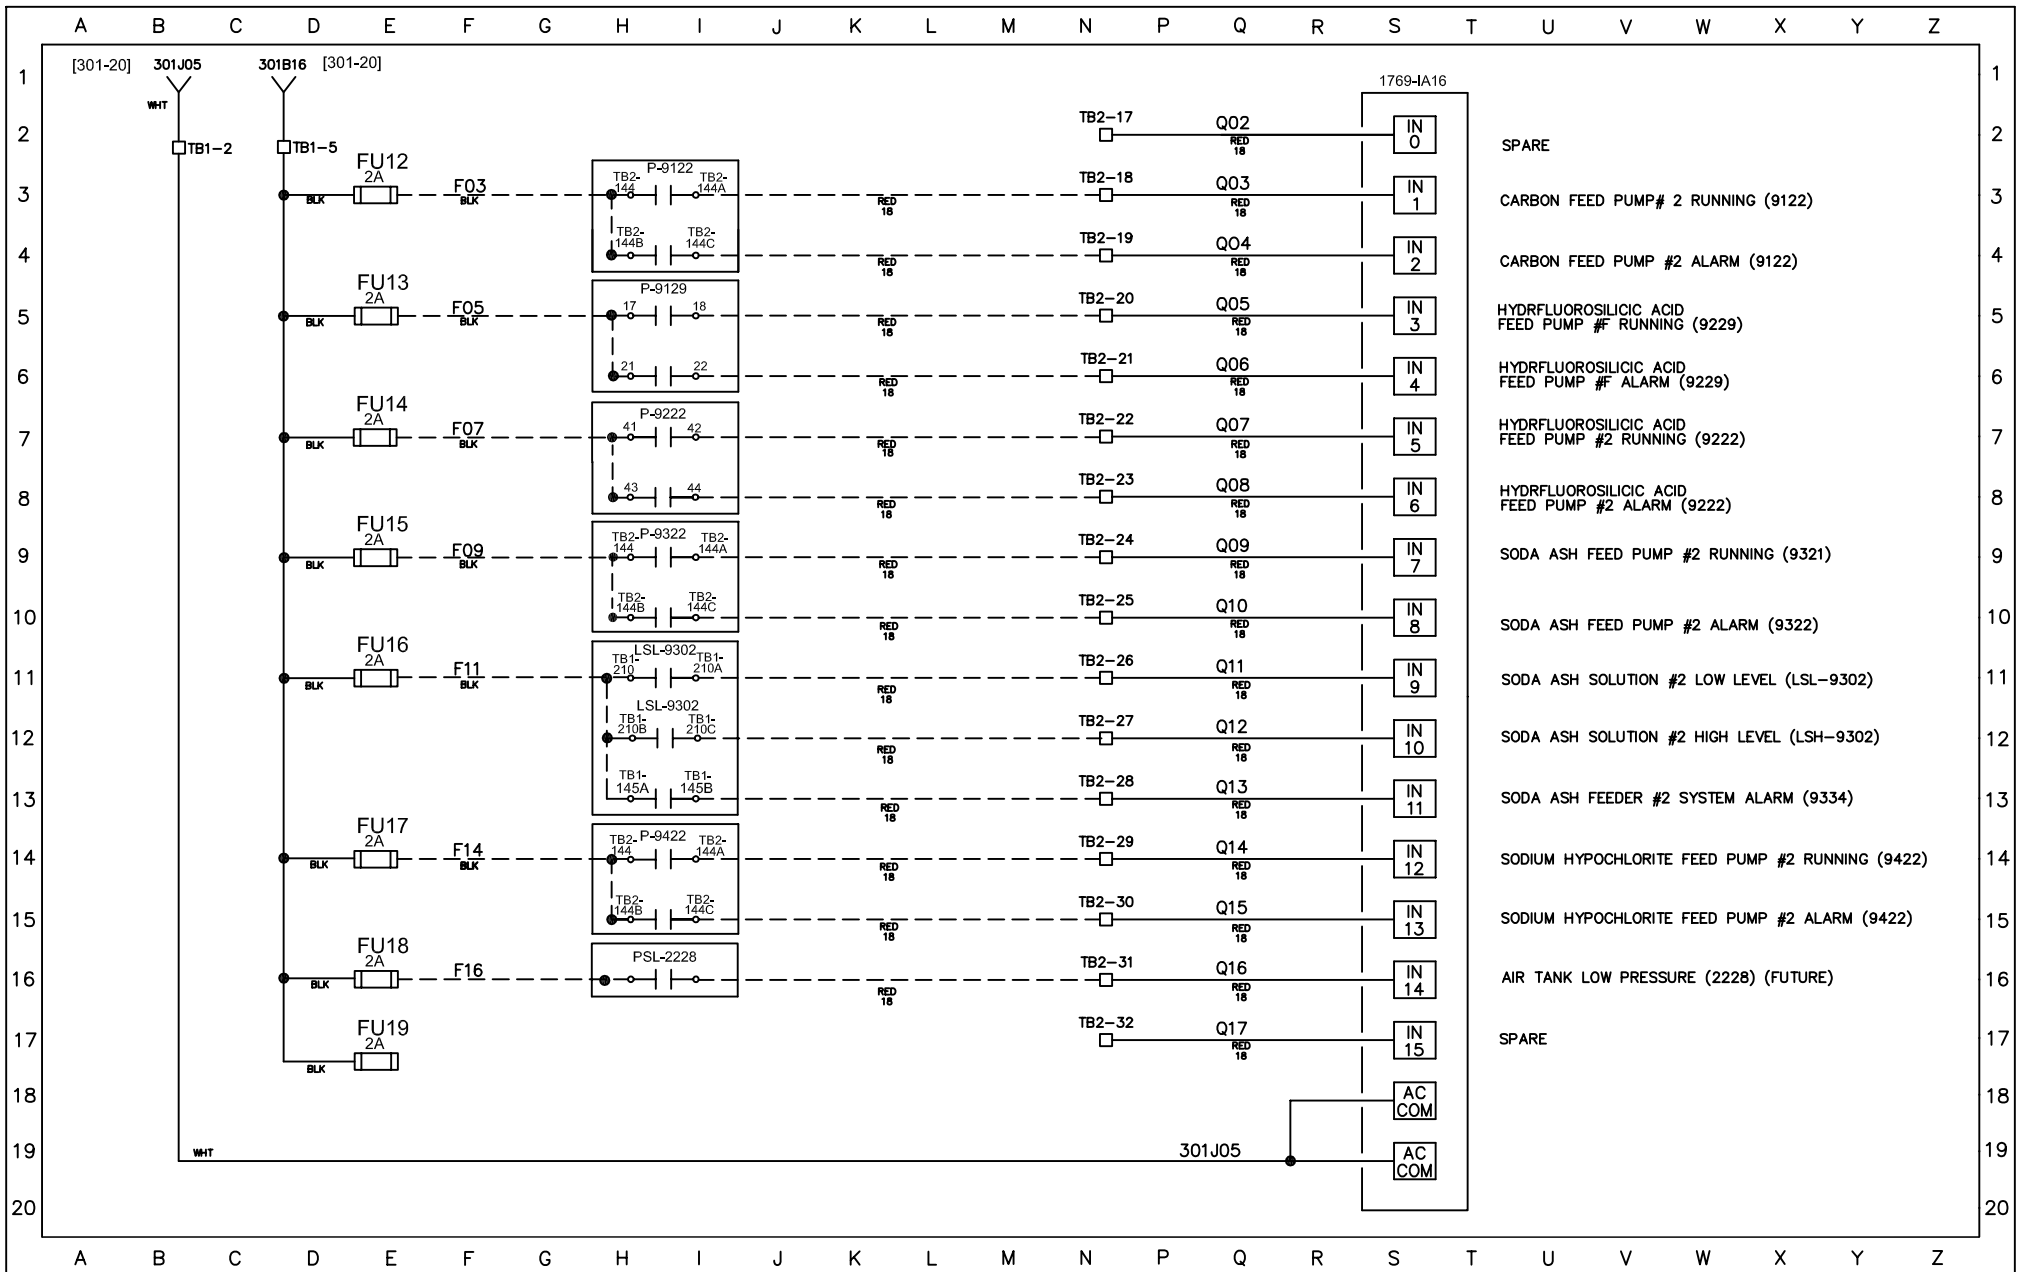 A B C D E F G H I J K L M N P Q R S T U V W X Y Z
[301-20] 301J05 301B16 [301-20]
1 1769-IA16 1
WHT
2 TB1-2 TB1-5 TB2-17 Q02 RED 18 IN 0 SPARE 2
FU12
2A
P-9122
3 BLK F03 BLK TB2-144 TB2-144A RED 18 TB2-18 Q03 RED 18 IN 1 CARBON FEED PUMP# 2 RUNNING (9122) 3
4 TB2-144B TB2-144C RED 18 TB2-19 Q04 RED 18 IN 2 CARBON FEED PUMP #2 ALARM (9122) 4
FU13
2A
P-9129
5 BLK F05 BLK 17 18 RED 18 TB2-20 Q05 RED 18 IN 3 HYDRFLUOROSILICIC ACID 5
FEED PUMP #F RUNNING (9229)
6 21 22 RED 18 TB2-21 Q06 RED 18 IN 4 HYDRFLUOROSILICIC ACID 6
FEED PUMP #F ALARM (9229)
FU14
2A
P-9222
7 BLK F07 BLK 41 42 RED 18 TB2-22 Q07 RED 18 IN 5 HYDRFLUOROSILICIC ACID 7
FEED PUMP #2 RUNNING (9222)
8 43 44 RED 18 TB2-23 Q08 RED 18 IN 6 HYDRFLUOROSILICIC ACID 8
FEED PUMP #2 ALARM (9222)
FU15
2A
P-9322
9 BLK F09 BLK TB2-144 TB2-144A RED 18 TB2-24 Q09 RED 18 IN 7 SODA ASH FEED PUMP #2 RUNNING (9321) 9
10 TB2-144B TB2-144C RED 18 TB2-25 Q10 RED 18 IN 8 SODA ASH FEED PUMP #2 ALARM (9322) 10
FU16
2A
LSL-9302
11 BLK F11 BLK TB1-210 TB1-210A RED 18 TB2-26 Q11 RED 18 IN 9 SODA ASH SOLUTION #2 LOW LEVEL (LSL-9302) 11
LSL-9302
12 TB1-210B TB1-210C RED 18 TB2-27 Q12 RED 18 IN 10 SODA ASH SOLUTION #2 HIGH LEVEL (LSH-9302) 12
13 TB1-145A TB1-145B RED 18 TB2-28 Q13 RED 18 IN 11 SODA ASH FEEDER #2 SYSTEM ALARM (9334) 13
FU17
2A
P-9422
14 BLK F14 BLK TB2-144 TB2-144A RED 18 TB2-29 Q14 RED 18 IN 12 SODIUM HYPOCHLORITE FEED PUMP #2 RUNNING (9422) 14
15 TB2-144B TB2-144C RED 18 TB2-30 Q15 RED 18 IN 13 SODIUM HYPOCHLORITE FEED PUMP #2 ALARM (9422) 15
FU18
2A
PSL-2228
16 BLK F16 RED 18 TB2-31 Q16 RED 18 IN 14 AIR TANK LOW PRESSURE (2228) (FUTURE) 16
FU19
2A
17 BLK TB2-32 Q17 RED 18 IN 15 SPARE 17
18 AC COM 18
19 WHT 301J05 AC COM 19
20 20
A B C D E F G H I J K L M N P Q R S T U V W X Y Z